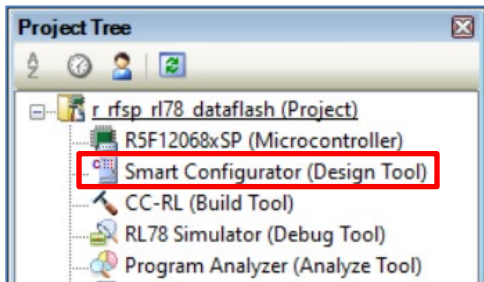 Project Tree
r_rfsp_rl78_dataflash (Project)
R5F12068xSP (Microcontroller)
Smart Configurator (Design Tool)
CC-RL (Build Tool)
RL78 Simulator (Debug Tool)
Program Analyzer (Analyze Tool)